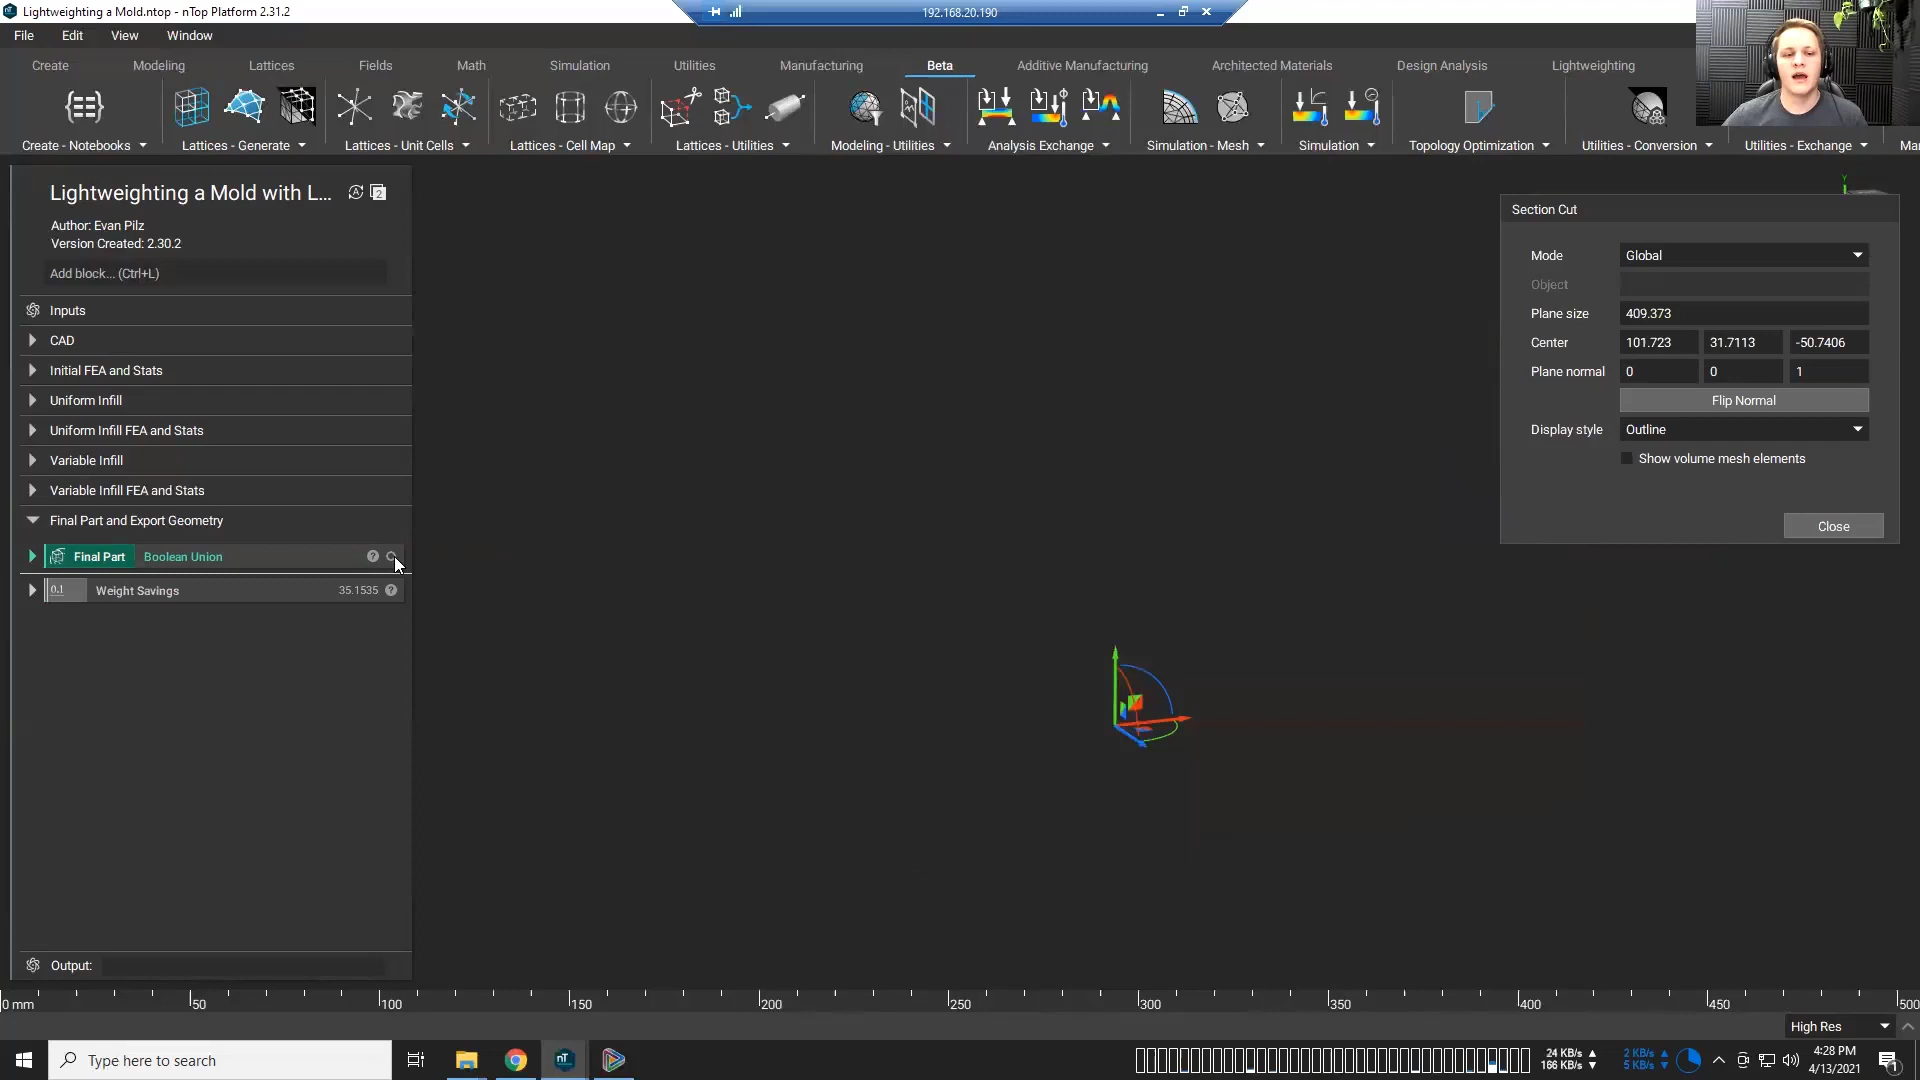 Lightweighting a Mold.ntop - nTop Platform 2.31.2
192.168.20.190
File Edit View Window
Create Modeling Lattices Fields Math Simulation Utilities Manufacturing Beta Additive Manufacturing Architected Materials Design Analysis Lightweighting
Create - Notebooks Lattices - Generate Lattices - Unit Cells Lattices - Cell Map Lattices - Utilities Modeling - Utilities Analysis Exchange Simulation - Mesh Simulation Topology Optimization Utilities - Conversion Utilities - Exchange Ma
Lightweighting a Mold with L... 2
Author: Evan Pilz
Version Created: 2.30.2
Add block... (Ctrl+L)
Inputs
CAD
Initial FEA and Stats
Uniform Infill
Uniform Infill FEA and Stats
Variable Infill
Variable Infill FEA and Stats
Final Part and Export Geometry
Final Part Boolean Union ?
0.1 Weight Savings 35.1535 ?
Output:
Y
Section Cut
Mode Global
Object
Plane size 409.373
Center 101.723 31.7113 -50.7406
Plane normal 0 0 1
Flip Normal
Display style Outline
Show volume mesh elements
Close
0 mm 50 100 150 200 250 300 350 400 450 500
High Res
Type here to search
nT
24 KB/s
166 KB/s
2 KB/s
5 KB/s
4:28 PM
4/13/2021
1